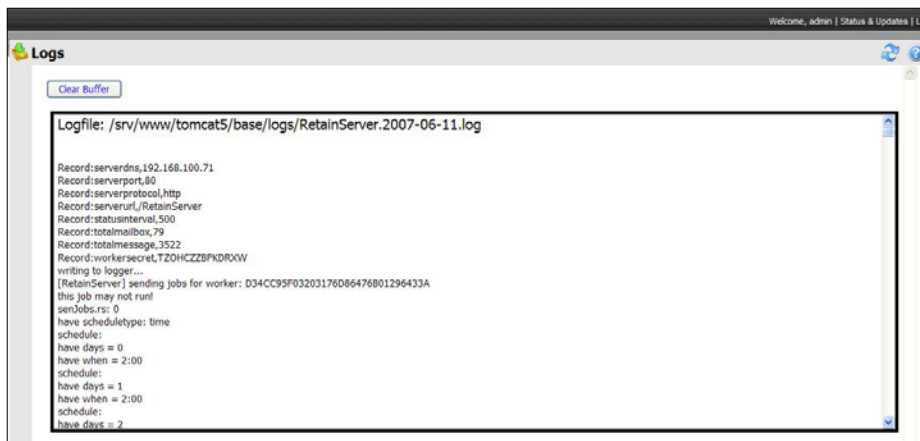 Welcome, admin | Status & Updates | L
Logs
Clear Buffer
Logfile: /srv/www/tomcat5/base/logs/RetainServer.2007-06-11.log
Record:serverdns,192.168.100.71
Record:serverport,80
Record:serverprotocol,http
Record:serverurl,/RetainServer
Record:statusinterval,500
Record:totalmailbox,79
Record:totalmessage,3522
Record:workersecret,TZOHCZZBPKDRXW
writing to logger...
[RetainServer] sending jobs for worker: D34CC95F03203176D86476B01296433A
this job may not run!
senJobs.rs: 0
have scheduletype: time
schedule:
have days = 0
have when = 2:00
schedule:
have days = 1
have when = 2:00
schedule:
have days = 2